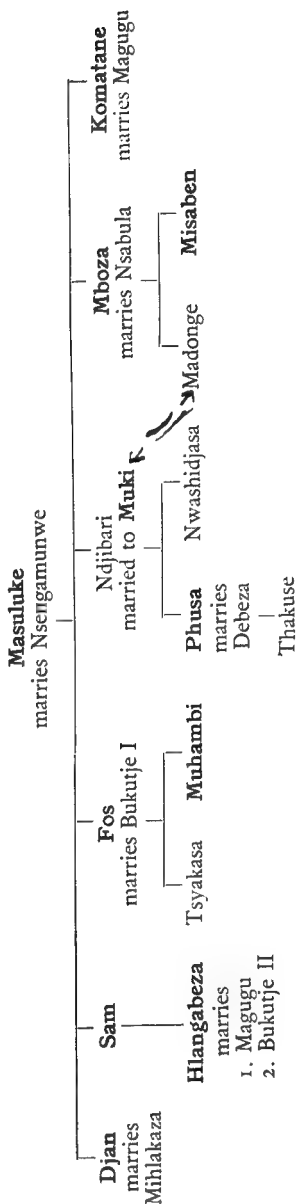 Masuluke
marries Nsengamunwe
Djan
marries
Mihlakaza
Sam
Fos
marries Bukutje I
Ndjibari
married to Muki
Mboza
marries Nsabula
Komatane
marries Magugu
Hlangabeza
marries
1. Magugu
2. Bukutje II
Tsyakasa
Muhambi
Phusa
marries
Debeza
Thakuse
Nwashidjasa
Madonge
Misaben